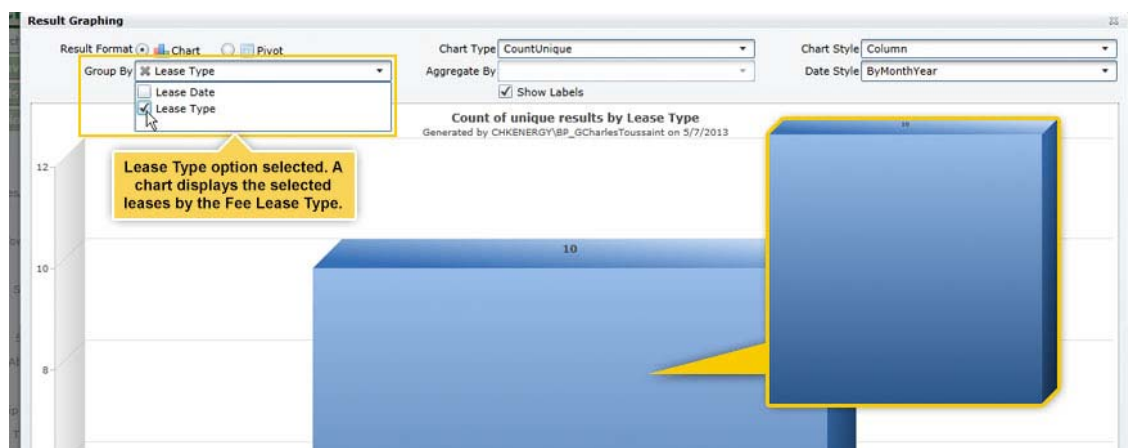 Result Graphing
Result Format Chart Pivot
Chart Type CountUnique
Chart Style Column
Group By Lease Type
Aggregate By
Date Style ByMonthYear
Lease Date
Lease Type
Show Labels
Count of unique results by Lease Type
Generated by CHKENERGY\BP_GCharlesToussaint on 5/7/2013
Lease Type option selected. A
chart displays the selected
leases by the Fee Lease Type.
12
10
10
8